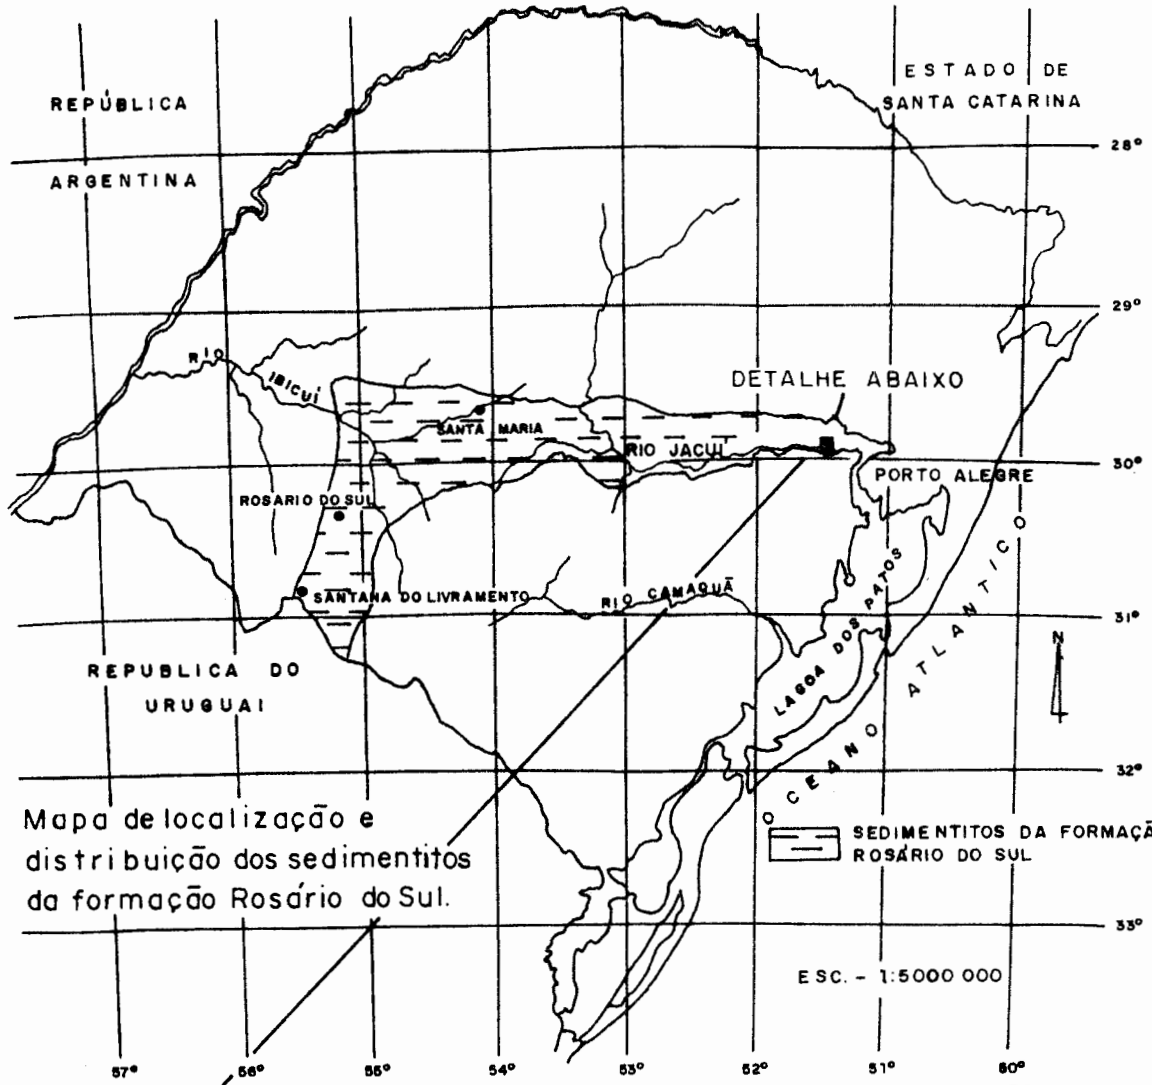 ESTADO DE
SANTA CATARINA
REPÚBLICA
ARGENTINA
28°
29°
RIO IBICUÍ
DETALHE ABAIXO
SANTA MARIA
RIO JACUÍ
30°
PORTO ALEGRE
ROSARIO DO SUL
SANTANA DO LIVRAMENTO
RIO CAMAQUÃ
31°
LAGOA DOS PATOS
OCEANO ATLANTICO
N
REPUBLICA DO
URUGUAI
32°
Mapa de localização e
distribuição dos sedimentitos
da formação Rosário do Sul.
SEDIMENTITOS DA FORMAÇÃ
ROSÁRIO DO SUL
33°
ESC. - 1:5000 000
57° 56° 55° 54° 53° 52° 51° 50°